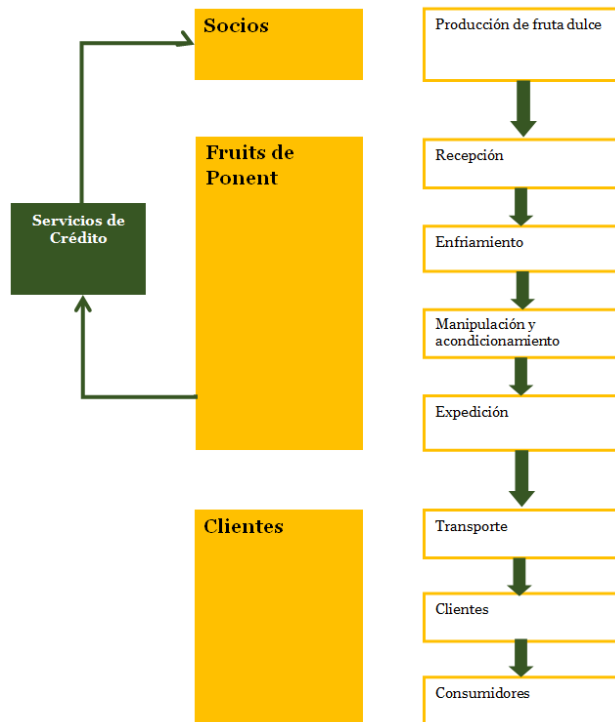 Socios
Producción de fruta dulce
Fruits de
Ponent
Recepción
Servicios de
Crédito
Enfriamiento
Manipulación y
acondicionamiento
Expedición
Clientes
Transporte
Clientes
Consumidores